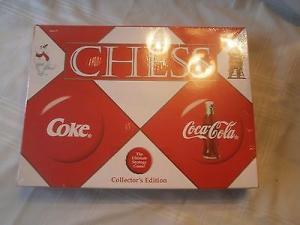 CHESS
Coke
Coca-Cola
The
Ultimate
Strategy
Game!
Collector's Edition